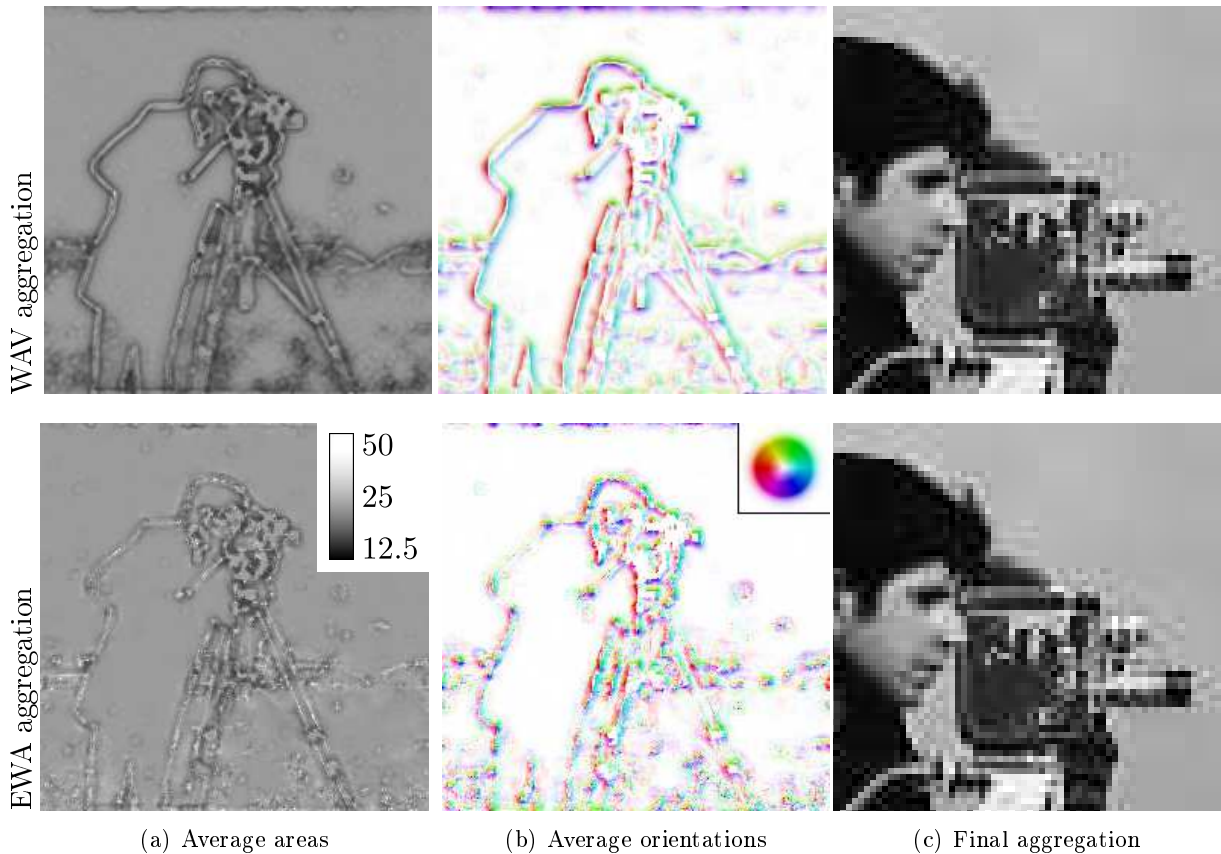 WAV aggregation
50
25
12.5
EWA aggregation
(a) Average areas
(b) Average orientations
(c) Final aggregation